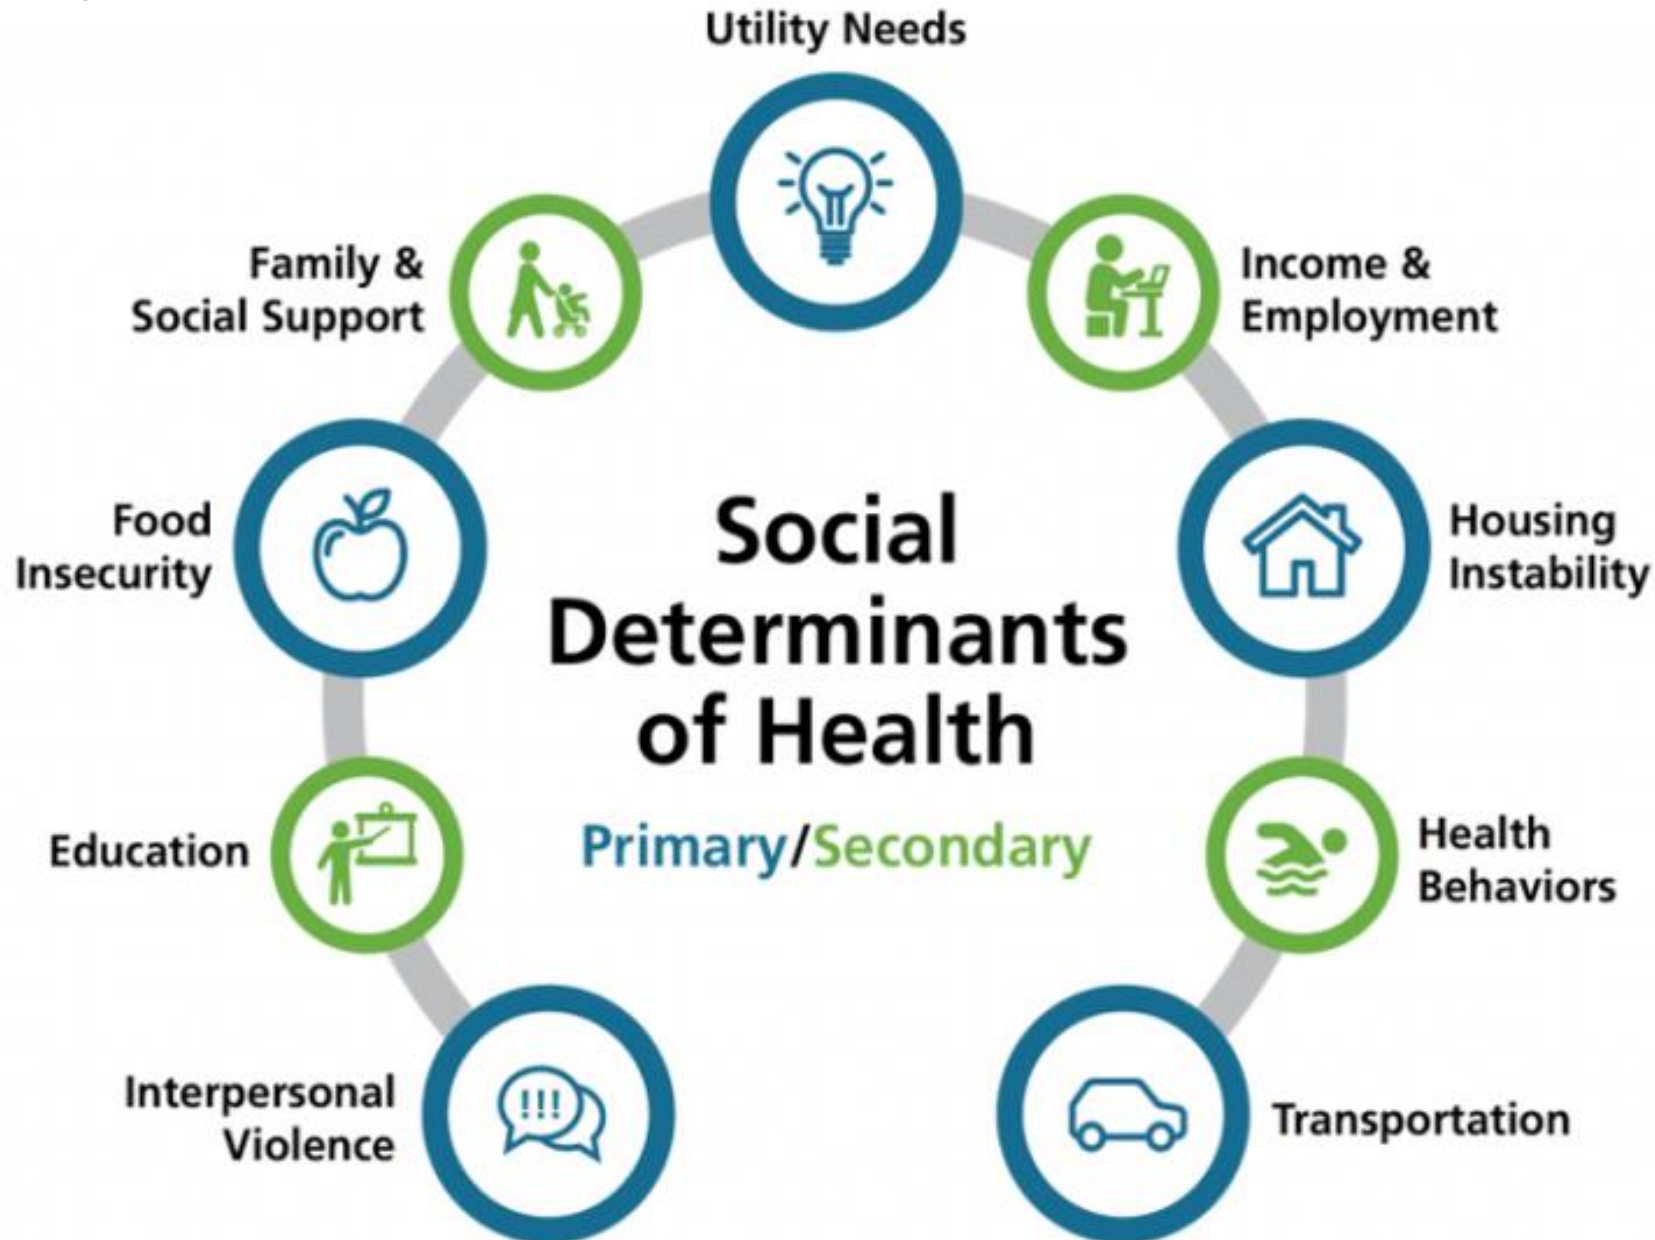 Utility Needs
Family &
Social Support
Income &
Employment
Food
Insecurity
Housing
Instability
Social
Determinants
of Health
Primary/Secondary
Education
Health
Behaviors
Interpersonal
Violence
!!!
Transportation